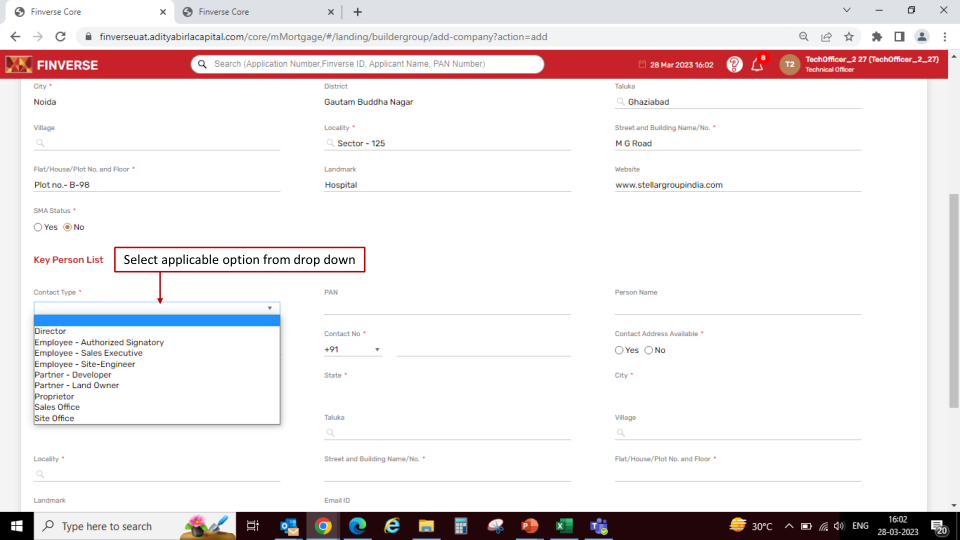 Finverse Core
Finverse Core
finverseuat.adityabirlacapital.com/core/mMortgage/#/landing/buildergroup/add-company?action=add
FINVERSE
Search (Application Number,Finverse ID, Applicant Name, PAN Number)
28 Mar 2023 16:02
8
T2
TechOfficer_2 27 (TechOfficer_2_27)
Technical Officer
City *
District
Taluka
Noida
Gautam Buddha Nagar
Ghaziabad
Village
Locality *
Street and Building Name/No. *
Sector - 125
M G Road
Flat/House/Plot No. and Floor *
Landmark
Website
Plot no.- B-98
Hospital
www.stellargroupindia.com
SMA Status *
Yes No
Key Person List
Select applicable option from drop down
Contact Type *
PAN
Person Name
Director
Employee - Authorized Signatory
Employee - Sales Executive
Employee - Site-Engineer
Partner - Developer
Partner - Land Owner
Proprietor
Sales Office
Site Office
Contact No *
Contact Address Available *
+91
Yes No
State *
City *
Taluka
Village
Locality *
Street and Building Name/No. *
Flat/House/Plot No. and Floor *
Landmark
Email ID
Type here to search
30°C
ENG
16:02
28-03-2023
20